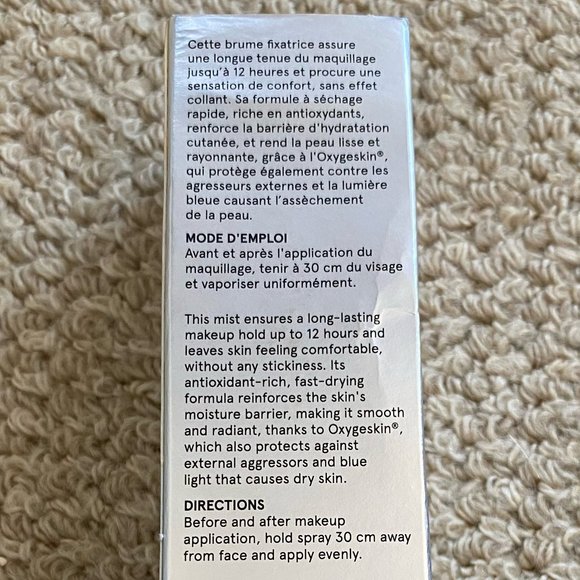 Cette brume fixatrice assure
une longue tenue du maquillage
jusqu'à 12 heures et procure une
sensation de confort, sans effet
collant. Sa formule à séchage
rapide, riche en antioxydants,
renforce la barrière d'hydratation
cutanée, et rend la peau lisse et
rayonnante, grâce à l'Oxygeskin®,
qui protège également contre les
agresseurs externes et la lumière
bleue causant l'assèchement
de la peau.
MODE D'EMPLOI
Avant et après l'application du
maquillage, tenir à 30 cm du visage
et vaporiser uniformément.
This mist ensures a long-lasting
makeup hold up to 12 hours and
leaves skin feeling comfortable,
without any stickiness. Its
antioxidant-rich, fast-drying
formula reinforces the skin's
moisture barrier, making it smooth
and radiant, thanks to Oxygeskin®,
which also protects against
external aggressors and blue
light that causes dry skin.
DIRECTIONS
Before and after makeup
application, hold spray 30 cm away
from face and apply evenly.